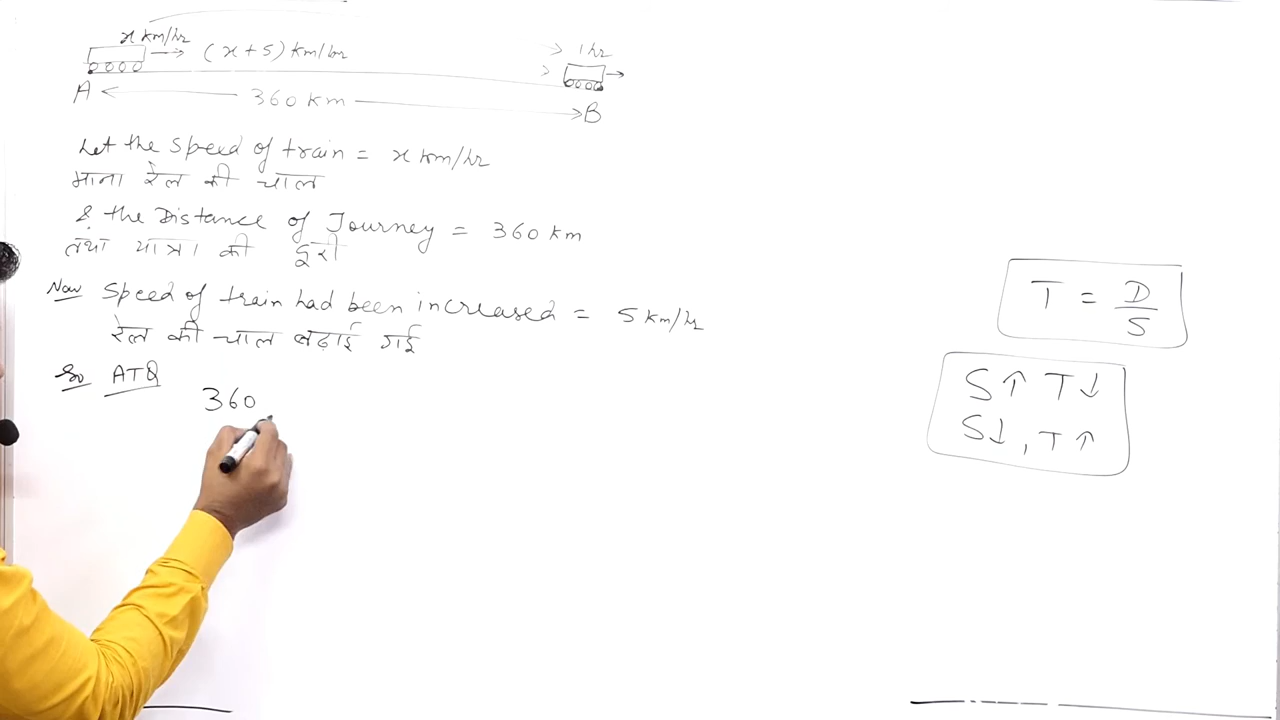 x km/hr
(x+5) km/hr
1 hr
A
360 km
B
Let the speed of train = x km/hr
माना रेल की चाल
& the Distance of Journey = 360 km
तथा यात्रा की दूरी
Now speed of train had been increased = 5 km/hr
रेल की चाल बढ़ाई गई
So ATQ
360
T = D/S
S↑ T↓
S↓, T↑